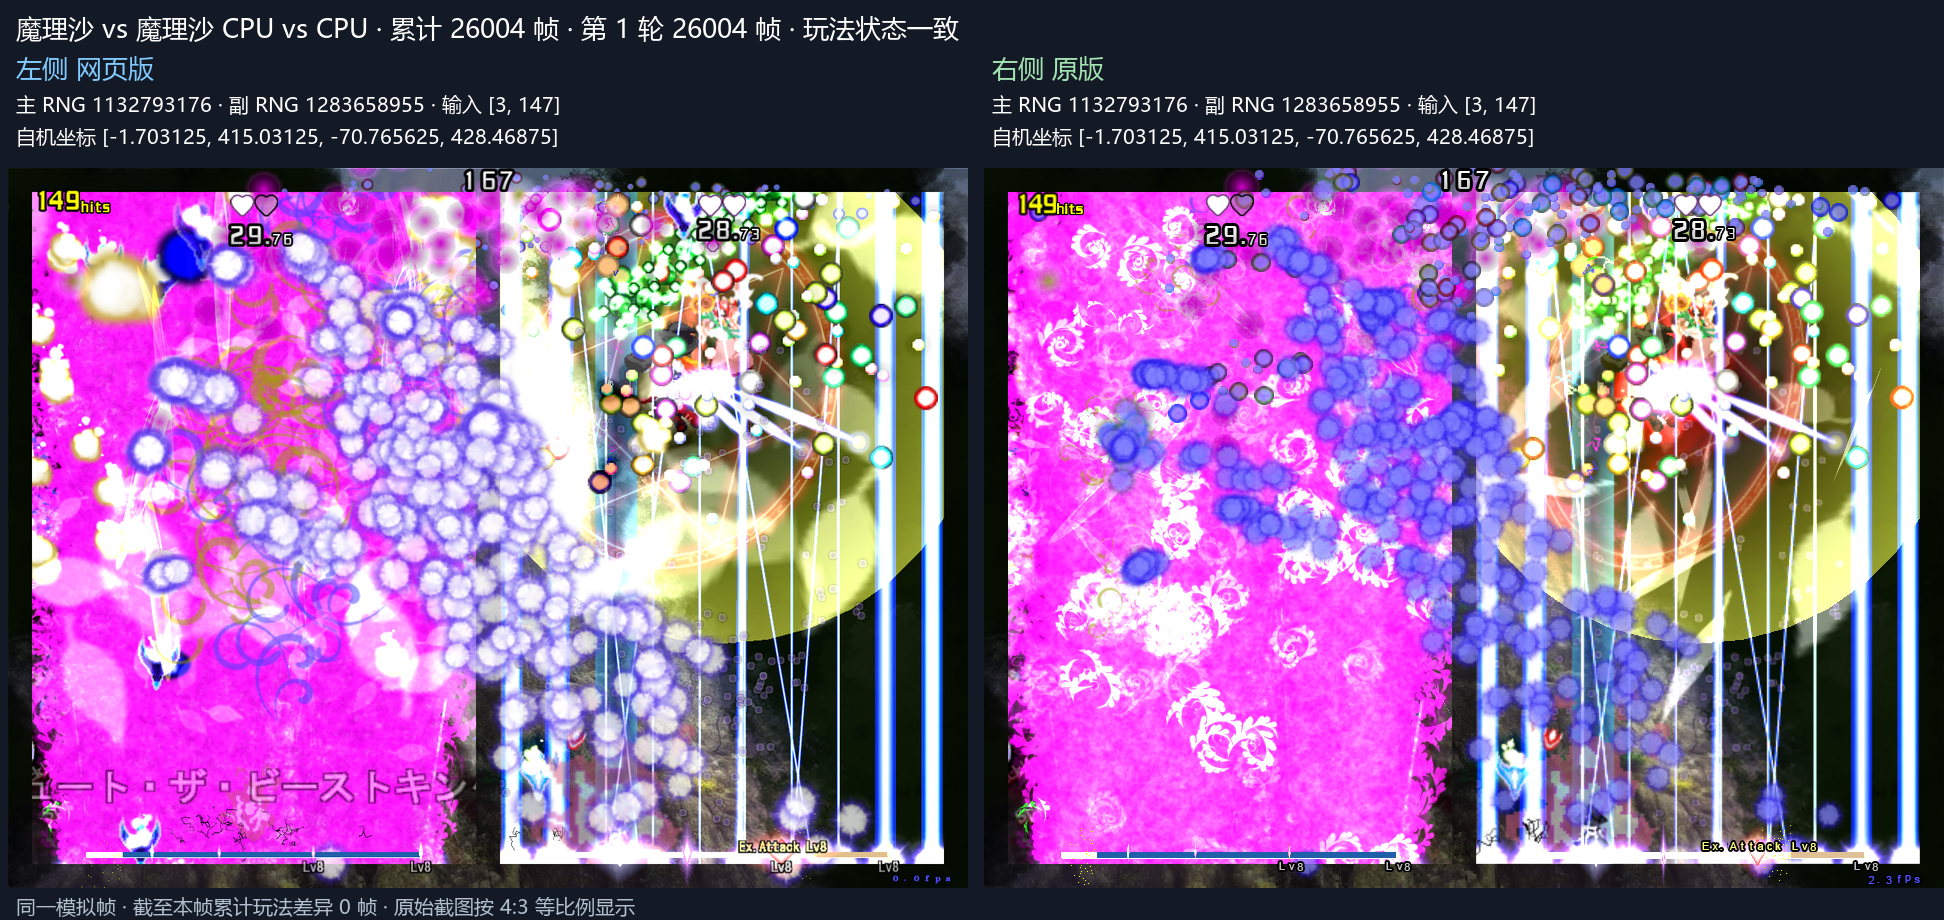 魔理沙 vs 魔理沙 CPU vs CPU · 累计 26004 帧 · 第 1 轮 26004 帧 · 玩法状态一致
左侧 网页版
主 RNG 1132793176 · 副 RNG 1283658955 · 输入 [3, 147]
自机坐标 [-1.703125, 415.03125, -70.765625, 428.46875]
167
149hits
29.76
28.73
ュート・ザ・ビーストキン
Ex.Attack Lv8
Lv8
Lv8
Lv8
Lv8
0.0fps
右侧 原版
主 RNG 1132793176 · 副 RNG 1283658955 · 输入 [3, 147]
自机坐标 [-1.703125, 415.03125, -70.765625, 428.46875]
167
149hits
29.76
28.73
Ex.Attack Lv8
Lv8
Lv8
Lv8
2.3fps
同一模拟帧 · 截至本帧累计玩法差异 0 帧 · 原始截图按 4:3 等比例显示